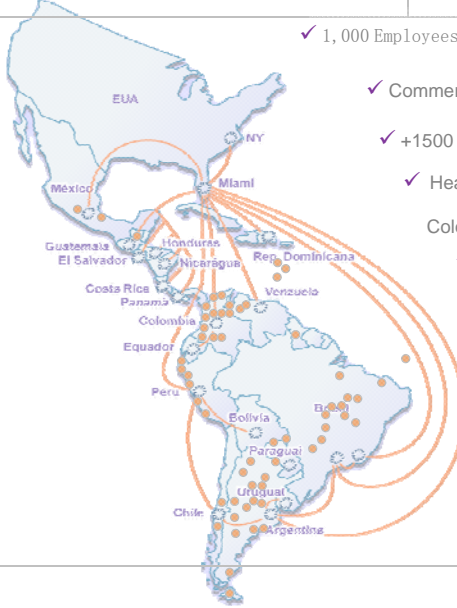 ✓ 1,000 Employees
✓ Commer
EUA
✓ +1500
NY
✓ Hea
Miami
México
Colo
Guatemala
Honduras
El Salvador
Nicarágua
Rep. Dominicana
Costa Rica
Panamá
Venzuela
Colombia
Equador
Peru
Brasil
Bolivia
Paraguai
Uruguai
Chile
Argentina